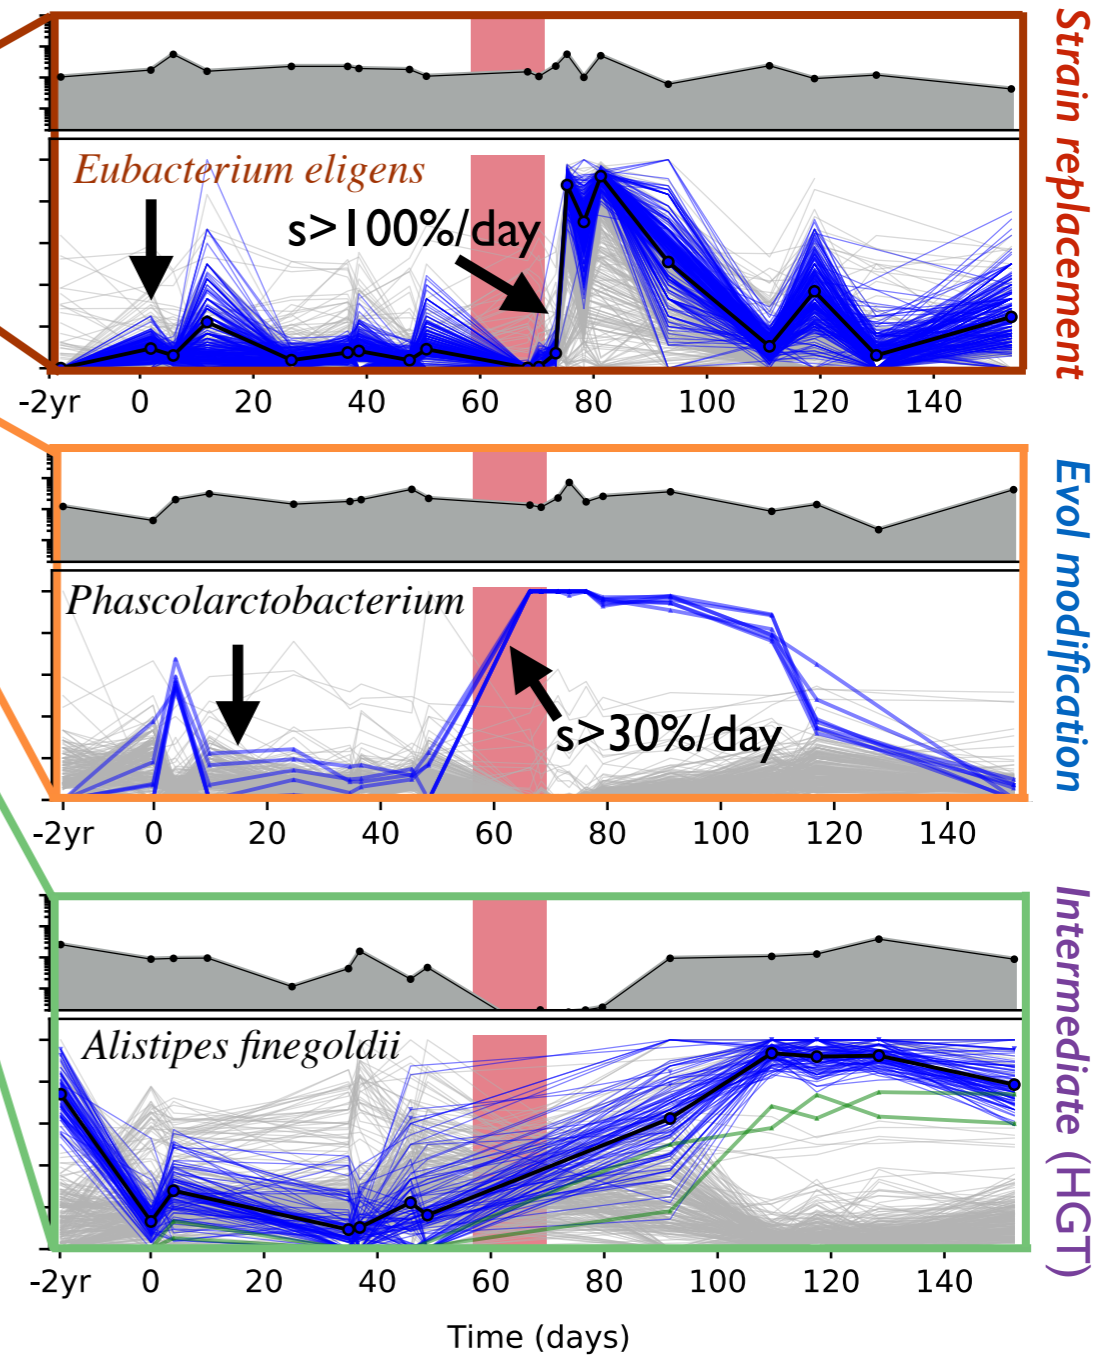 Strain replacement
Eubacterium eligens
s>100%/day
-2yr 0 20 40 60 80 100 120 140
Evol modification
Phascolarctobacterium
s>30%/day
-2yr 0 20 40 60 80 100 120 140
Intermediate (HGT)
Alistipes finegoldii
-2yr 0 20 40 60 80 100 120 140
Time (days)